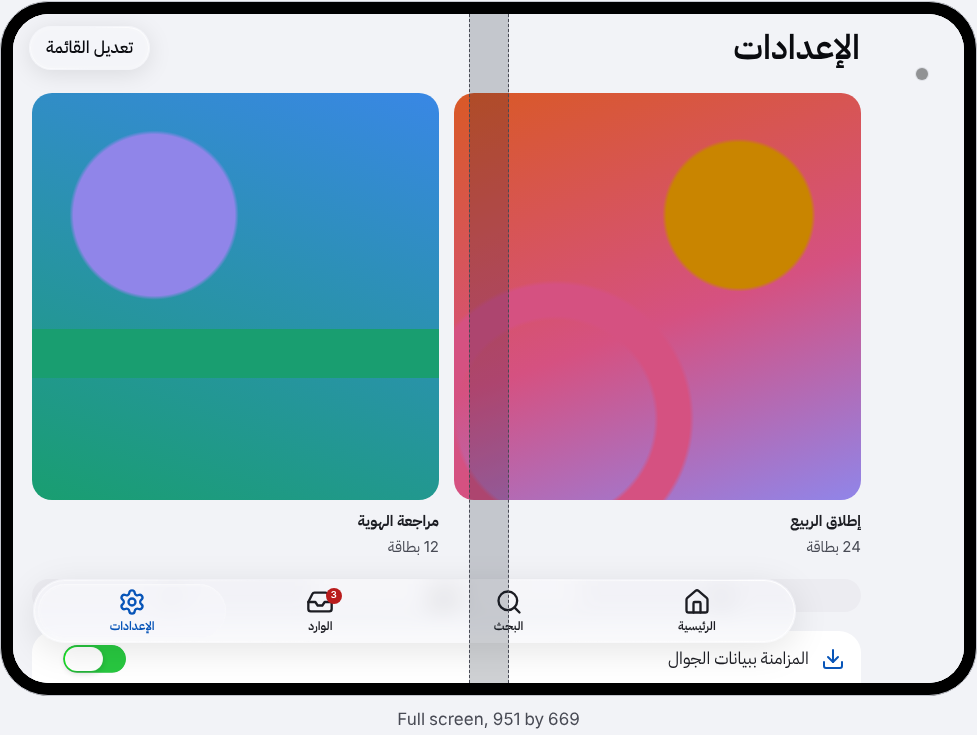 الإعدادات
تعديل القائمة
إطلاق الربيع
24 بطاقة
مراجعة الهوية
12 بطاقة
الرئيسية
البحث
3
الوارد
الإعدادات
المزامنة ببيانات الجوال
Full screen, 951 by 669